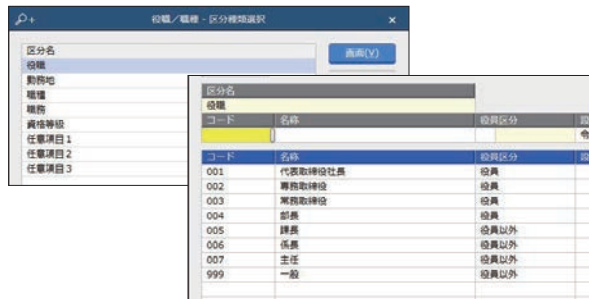 役職／職種 - 区分種類選択
×
区分名
画面(V)
役職
勤務地
職種
職務
資格等級
任意項目1
任意項目2
任意項目3
区分名
役職
コード 名称 役員区分
コード 名称 役員区分
001 代表取締役社長 役員
002 専務取締役 役員
003 常務取締役 役員
004 部長 役員
005 課長 役員以外
006 係長 役員以外
007 主任 役員以外
999 一般 役員以外